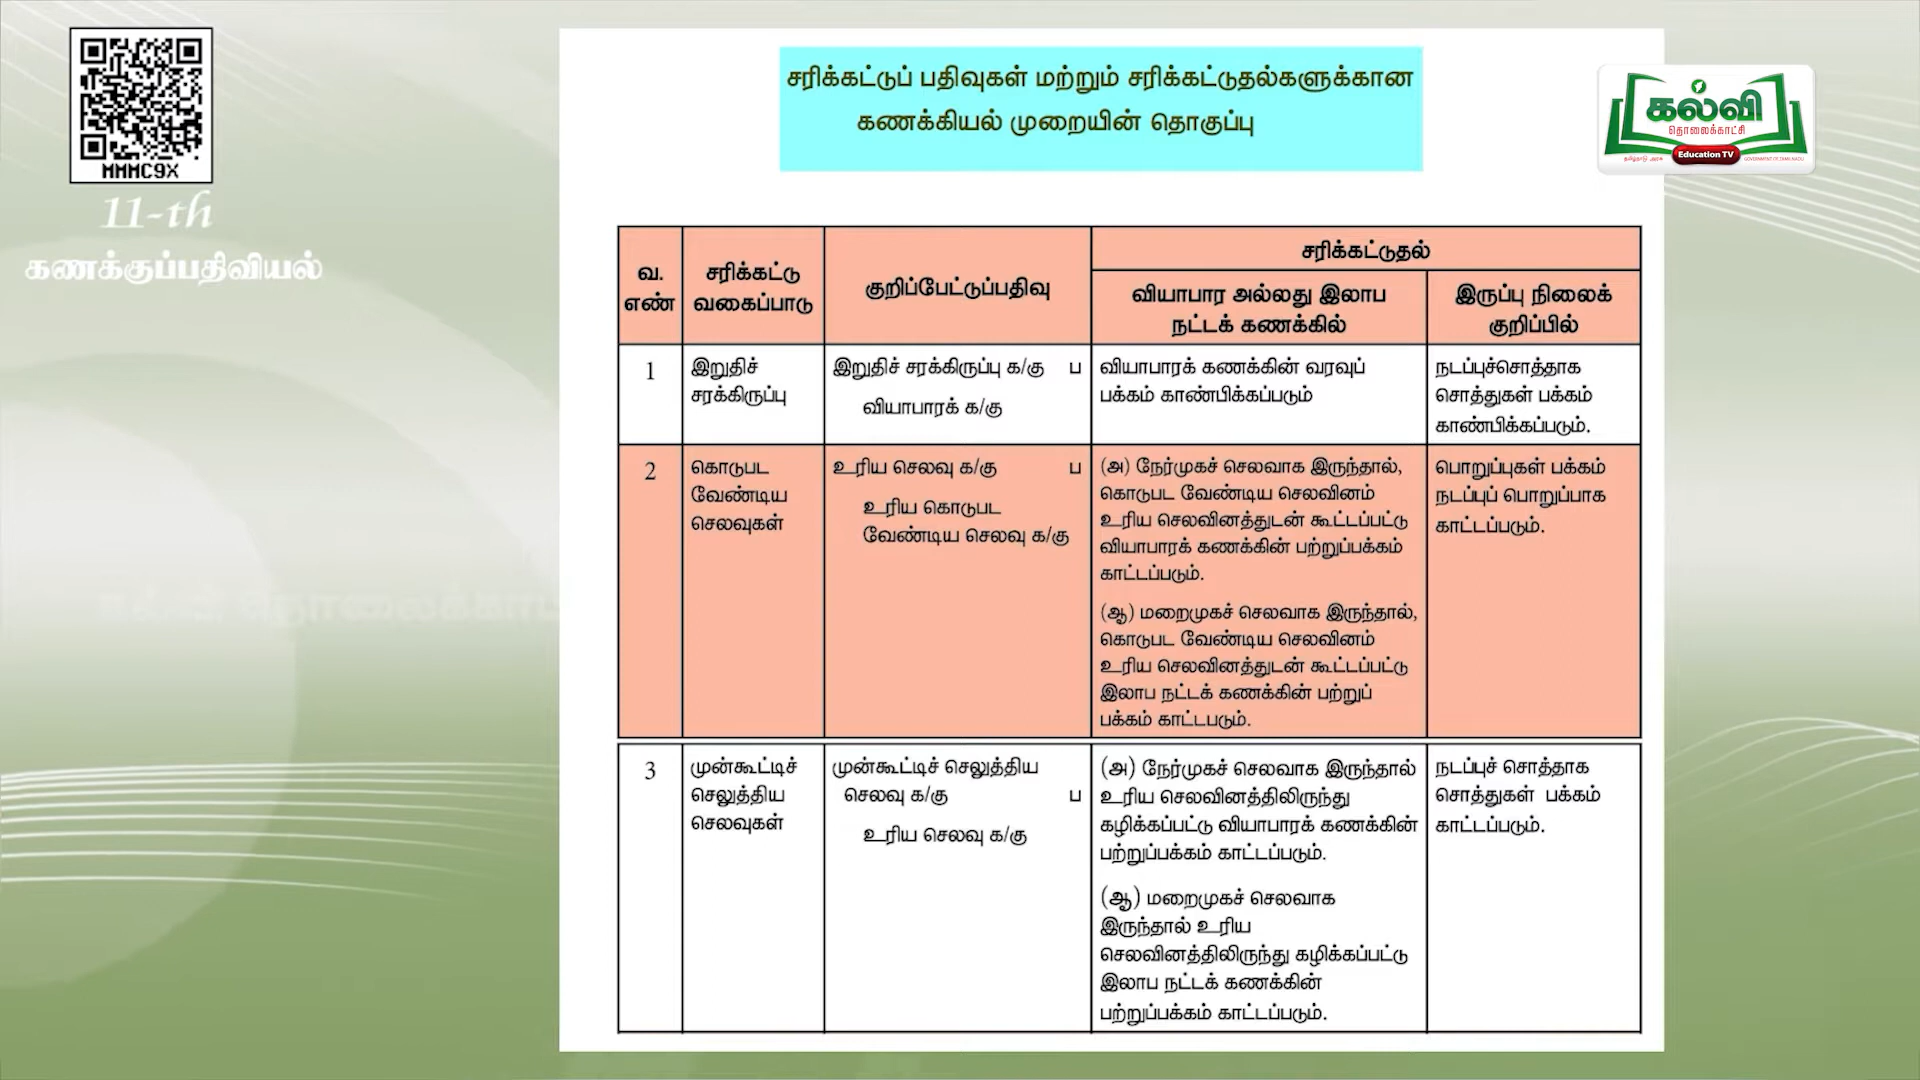 MMMC9X
11-th
கணக்குப்பதிவியல்
சரிக்கட்டுப் பதிவுகள் மற்றும் சரிக்கட்டுதல்களுக்கான
கணக்கியல் முறையின் தொகுப்பு
கல்வி
தொலைக்காட்சி
தமிழ்நாடு அரசு
Education TV
GOVERNMENT OF TAMIL NADU
வ.
எண்
சரிக்கட்டு
வகைப்பாடு
குறிப்பேட்டுப்பதிவு
சரிக்கட்டுதல்
வியாபார அல்லது இலாப
நட்டக் கணக்கில்
இருப்பு நிலைக்
குறிப்பில்
1
இறுதிச்
சரக்கிருப்பு
இறுதிச் சரக்கிருப்பு க/கு ப
வியாபாரக் க/கு
வியாபாரக் கணக்கின் வரவுப்
பக்கம் காண்பிக்கப்படும்
நடப்புச்சொத்தாக
சொத்துகள் பக்கம்
காண்பிக்கப்படும்.
2
கொடுபட
வேண்டிய
செலவுகள்
உரிய செலவு க/கு ப
உரிய கொடுபட
வேண்டிய செலவு க/கு
(அ) நேர்முகச் செலவாக இருந்தால்,
கொடுபட வேண்டிய செலவினம்
உரிய செலவினத்துடன் கூட்டப்பட்டு
வியாபாரக் கணக்கின் பற்றுப்பக்கம்
காட்டப்படும்.
(ஆ) மறைமுகச் செலவாக இருந்தால்,
கொடுபட வேண்டிய செலவினம்
உரிய செலவினத்துடன் கூட்டப்பட்டு
இலாப நட்டக் கணக்கின் பற்றுப்
பக்கம் காட்டபடும்.
பொறுப்புகள் பக்கம்
நடப்புப் பொறுப்பாக
காட்டப்படும்.
3
முன்கூட்டிச்
செலுத்திய
செலவுகள்
முன்கூட்டிச் செலுத்திய
செலவு க/கு ப
உரிய செலவு க/கு
(அ) நேர்முகச் செலவாக இருந்தால்
உரிய செலவினத்திலிருந்து
கழிக்கப்பட்டு வியாபாரக் கணக்கின்
பற்றுப்பக்கம் காட்டப்படும்.
(ஆ) மறைமுகச் செலவாக
இருந்தால் உரிய
செலவினத்திலிருந்து கழிக்கப்பட்டு
இலாப நட்டக் கணக்கின்
பற்றுப்பக்கம் காட்டப்படும்.
நடப்புச் சொத்தாக
சொத்துகள் பக்கம்
காட்டப்படும்.